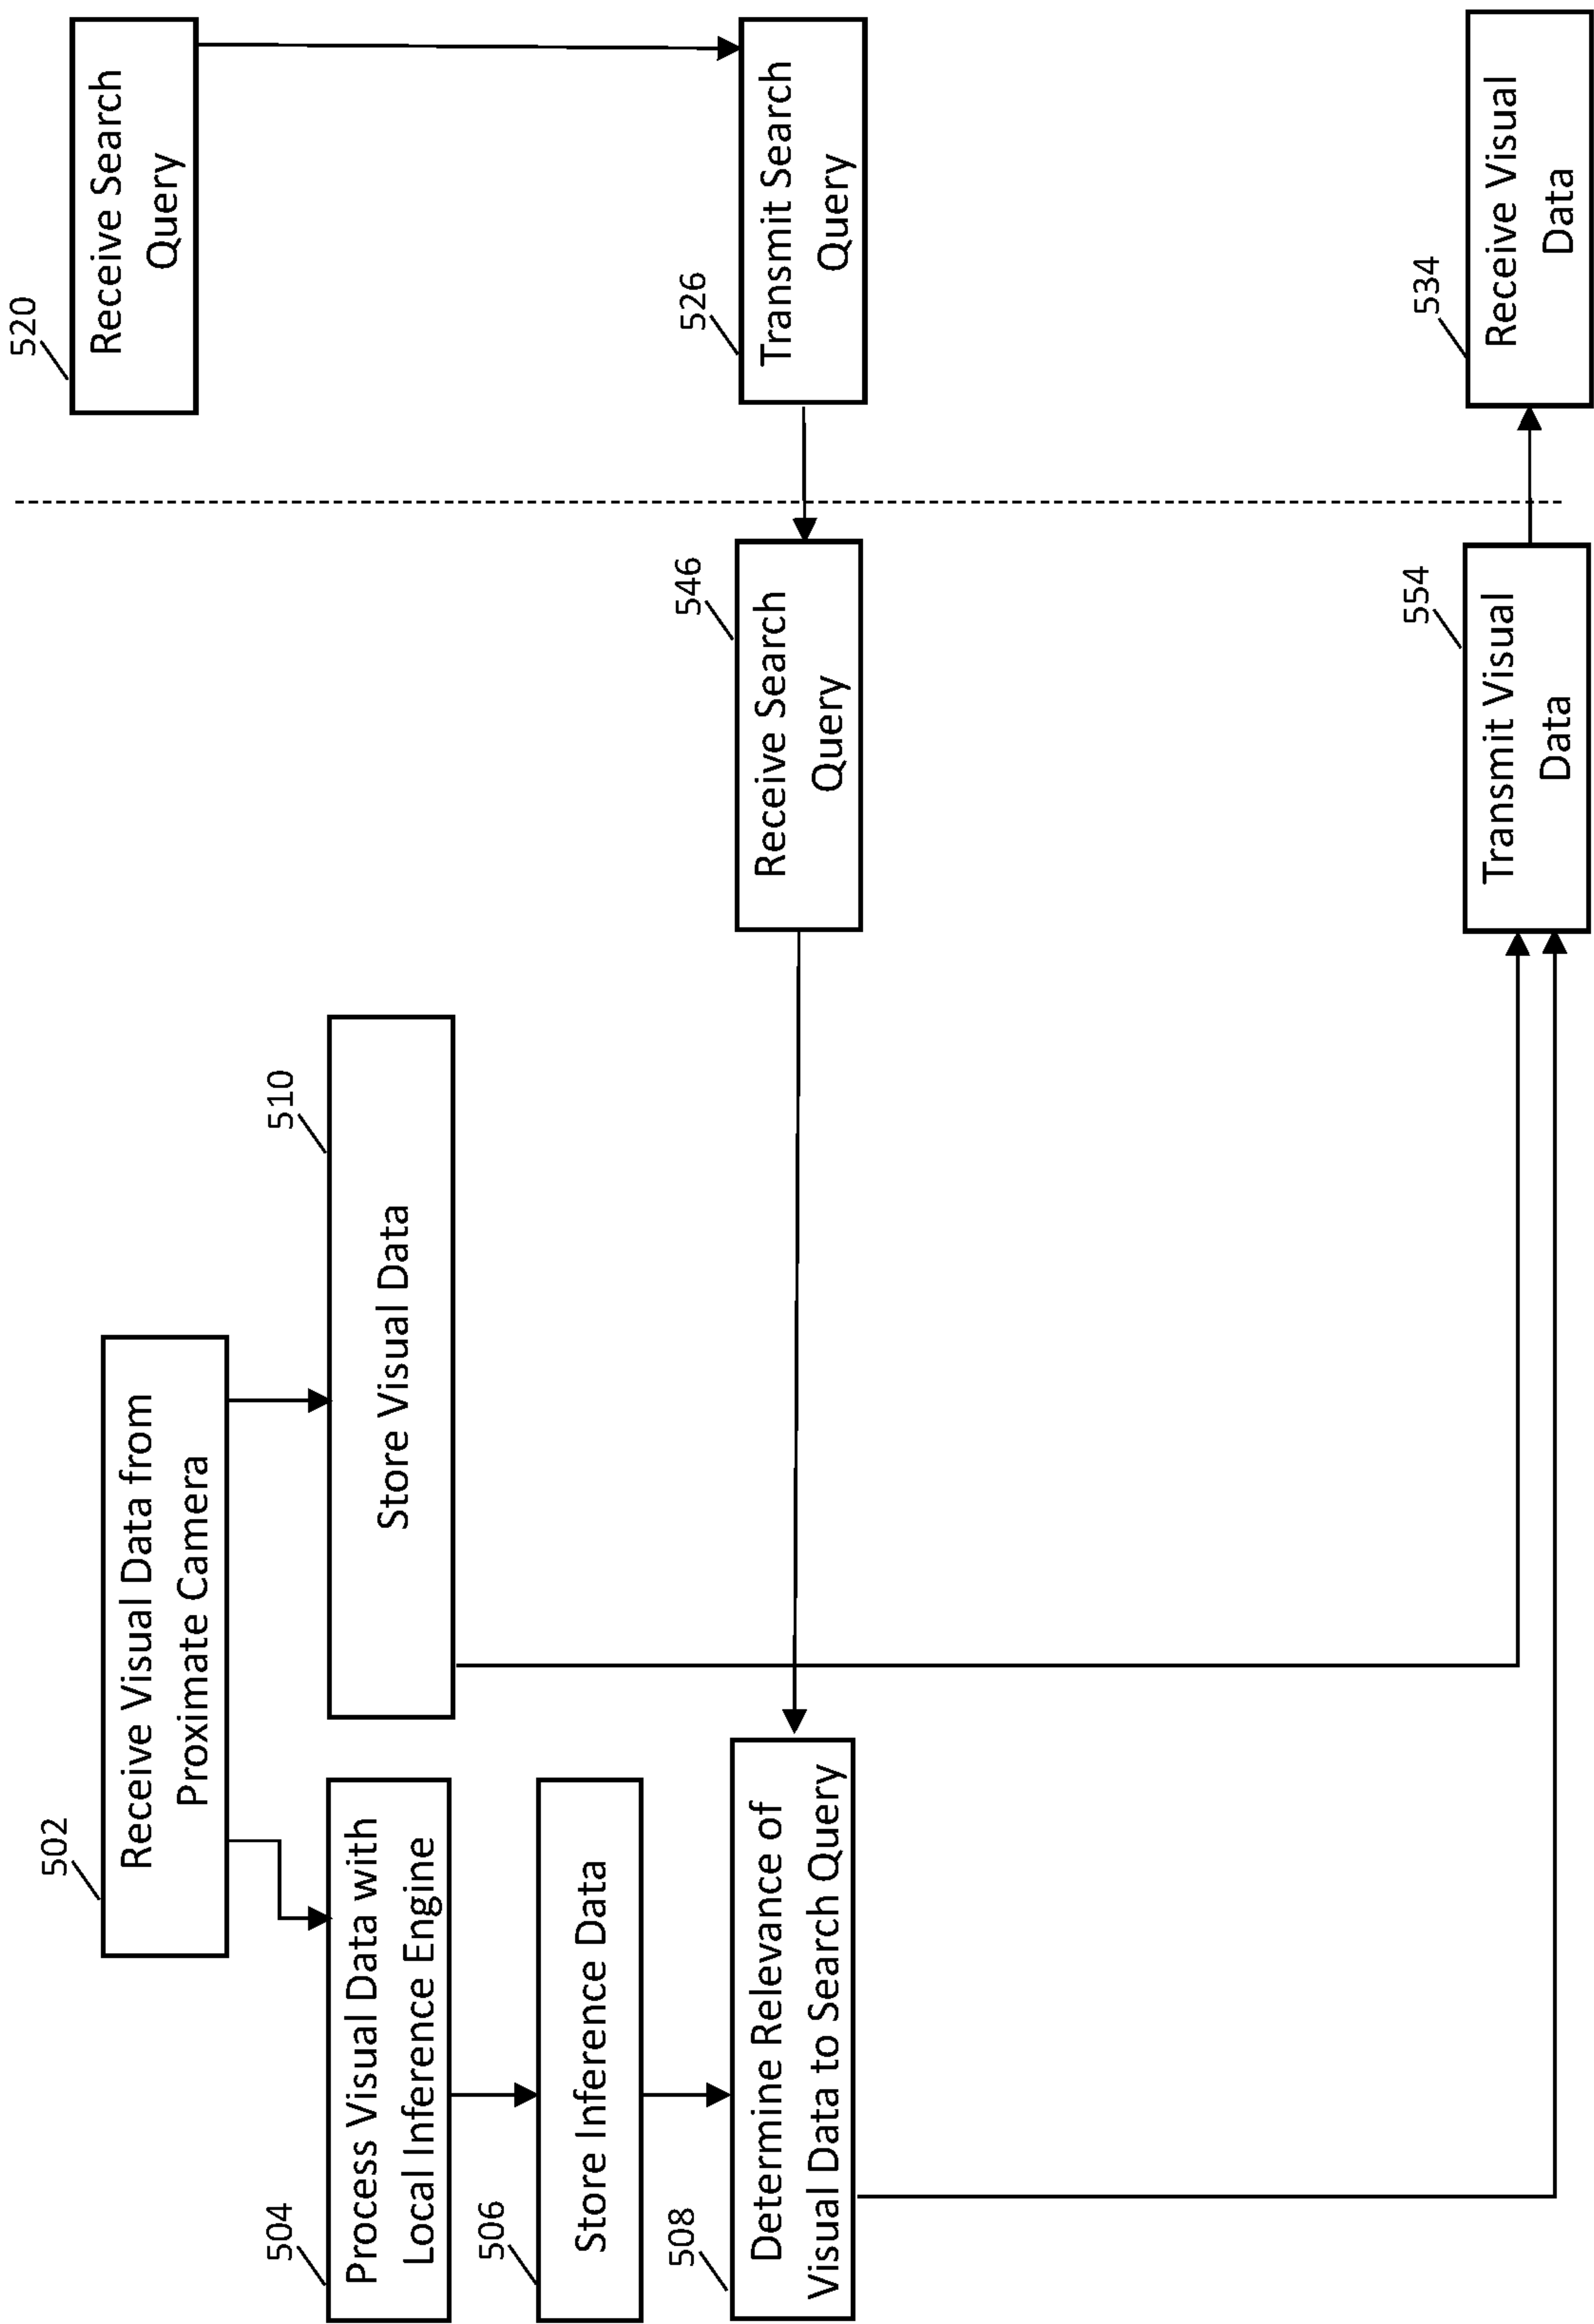 502
Receive Visual Data from
Proximate Camera
504
Process Visual Data with
Local Inference Engine
506
Store Inference Data
508
Determine Relevance of
Visual Data to Search Query
510
Store Visual Data
520
Receive Search
Query
526
Transmit Search
Query
546
Receive Search
Query
554
Transmit Visual
Data
534
Receive Visual
Data